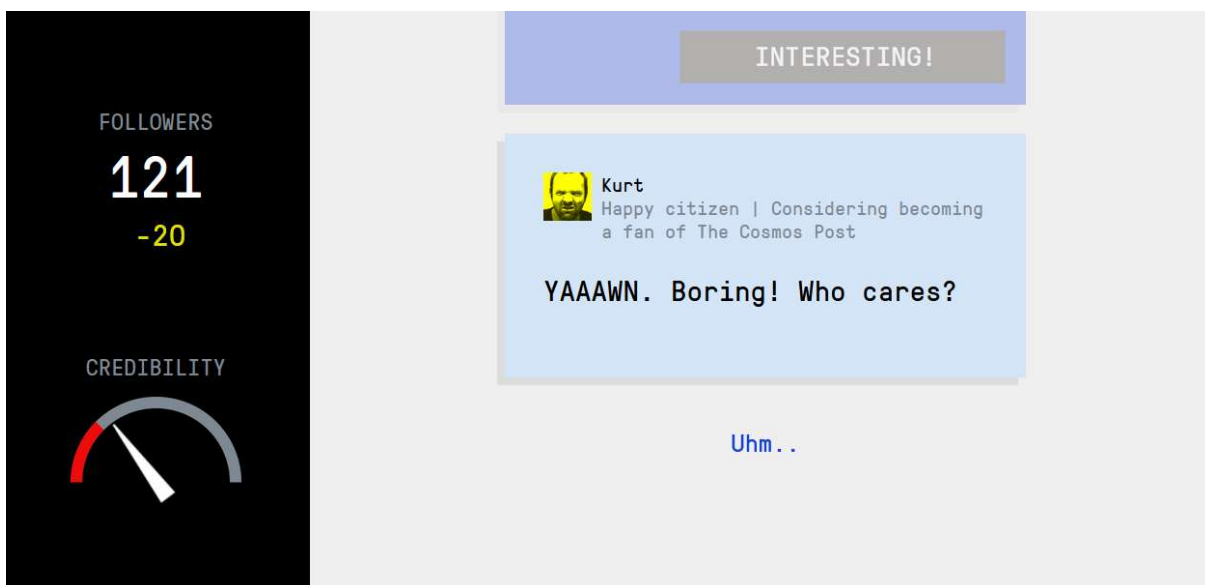 FOLLOWERS
121
-20
CREDIBILITY
INTERESTING!
Kurt
Happy citizen | Considering becoming
a fan of The Cosmos Post
YAAAWN. Boring! Who cares?
Uhm..